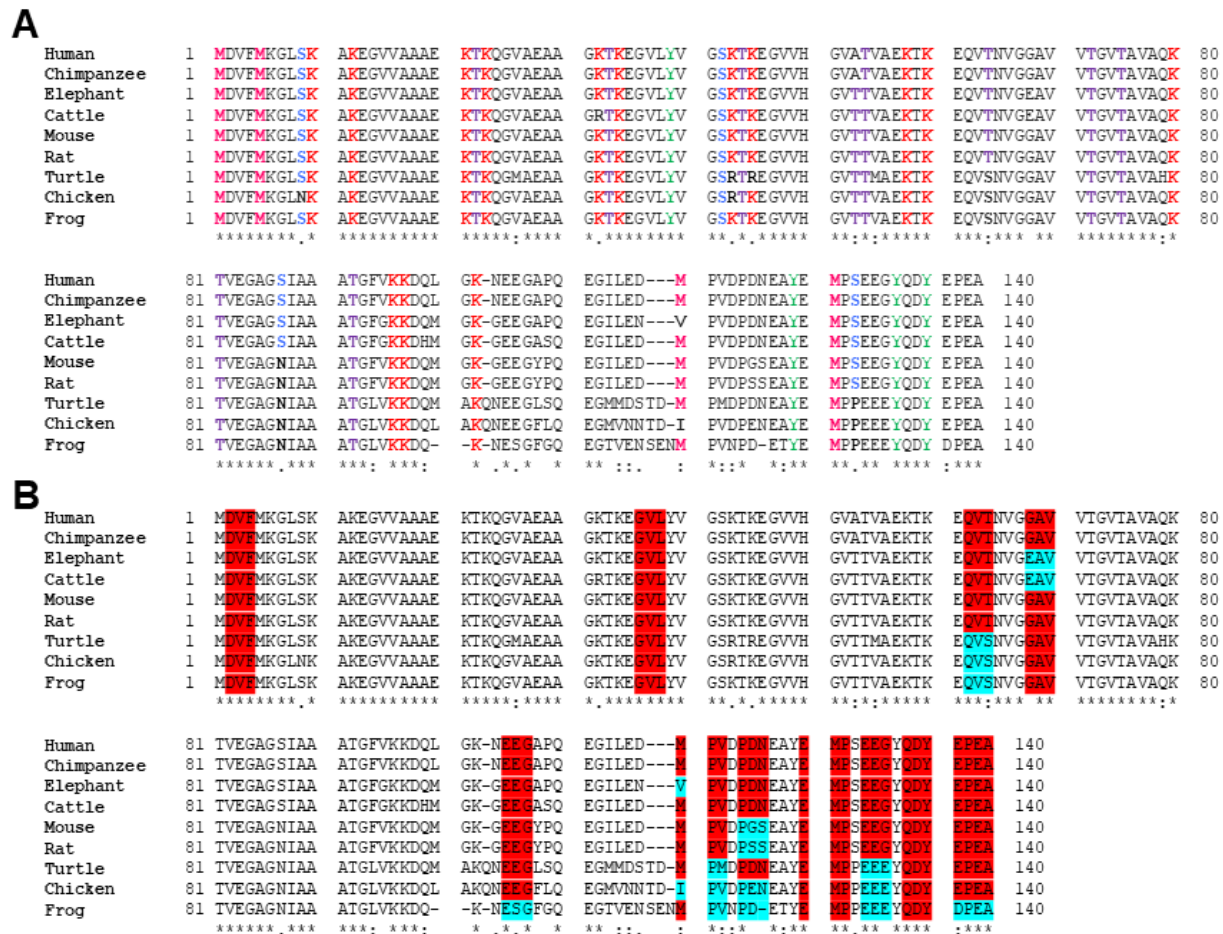 A
Human 1 MDVFMKGLSK AKEGVVAAAE KTKQGVAEAA GKTKEGVLYV GSKTKEGVVH GVATVAEKTK EQVTNVGGAV VTGVTAVAQK 80
Chimpanzee 1 MDVFMKGLSK AKEGVVAAAE KTKQGVAEAA GKTKEGVLYV GSKTKEGVVH GVATVAEKTK EQVTNVGGAV VTGVTAVAQK 80
Elephant 1 MDVFMKGLSK AKEGVVAAAE KTKQGVAEAA GKTKEGVLYV GSKTKEGVVH GVTTVAEKTK EQVTNVGEAV VTGVTAVAQK 80
Cattle 1 MDVFMKGLSK AKEGVVAAAE KTKQGVAEAA GRTKEGVLYV GSKTKEGVVH GVTTVAEKTK EQVTNVGEAV VTGVTAVAQK 80
Mouse 1 MDVFMKGLSK AKEGVVAAAE KTKQGVAEAA GKTKEGVLYV GSKTKEGVVH GVTTVAEKTK EQVTNVGGAV VTGVTAVAQK 80
Rat 1 MDVFMKGLSK AKEGVVAAAE KTKQGVAEAA GKTKEGVLYV GSKTKEGVVH GVTTVAEKTK EQVTNVGGAV VTGVTAVAQK 80
Turtle 1 MDVFMKGLSK AKEGVVAAAE KTKQGMAEAA GKTKEGVLYV GSRTREGVVH GVTTMAEKTK EQVSNVGGAV VTGVTAVAHK 80
Chicken 1 MDVFMKGLNK AKEGVVAAAE KTKQGVAEAA GKTKEGVLYV GSRTKEGVVH GVTTVAEKTK EQVSNVGGAV VTGVTAVAQK 80
Frog 1 MDVFMKGLSK AKEGVVAAAE KTKQGVAEAA GKTKEGVLYV GSKTKEGVVH GVTTVAEKTK EQVSNVGGAV VTGVTAVAQK 80
********.* ********** *****:**** *.******** **.*.***** **:*:***** ***:*** ** ********:*
Human 81 TVEGAGSIAA ATGFVKKDQL GK-NEEGAPQ EGILED---M PVDPDNEAYE MPSEEGYQDY EPEA 140
Chimpanzee 81 TVEGAGSIAA ATGFVKKDQL GK-NEEGAPQ EGILED---M PVDPDNEAYE MPSEEGYQDY EPEA 140
Elephant 81 TVEGAGSIAA ATGFGKKDQM GK-GEEGAPQ EGILEN---V PVDPDNEAYE MPSEEGYQDY EPEA 140
Cattle 81 TVEGAGSIAA ATGFGKKDHM GK-GEEGASQ EGILED---M PVDPDNEAYE MPSEEGYQDY EPEA 140
Mouse 81 TVEGAGNIAA ATGFVKKDQM GK-GEEGYPQ EGILED---M PVDPGSEAYE MPSEEGYQDY EPEA 140
Rat 81 TVEGAGNIAA ATGFVKKDQM GK-GEEGYPQ EGILED---M PVDPSSEAYE MPSEEGYQDY EPEA 140
Turtle 81 TVEGAGNIAA ATGLVKKDQM AKQNEEGLSQ EGMMDSTD-M PMDPDNEAYE MPPEEEYQDY EPEA 140
Chicken 81 TVEGAGNIAA ATGLVKKDQL AKQNEEGFLQ EGMVNNTD-I PVDPENEAYE MPPEEEYQDY EPEA 140
Frog 81 TVEGAGNIAA ATGLVKKDQ- -K-NESGFGQ EGTVENSENM PVNPD-ETYE MPPEEEYQDY DPEA 140
******.*** ***: ***: * .*.* * ** ::. : *::* *:** **.** **** :***
B
Human 1 MDVFMKGLSK AKEGVVAAAE KTKQGVAEAA GKTKEGVLYV GSKTKEGVVH GVATVAEKTK EQVTNVGGAV VTGVTAVAQK 80
Chimpanzee 1 MDVFMKGLSK AKEGVVAAAE KTKQGVAEAA GKTKEGVLYV GSKTKEGVVH GVATVAEKTK EQVTNVGGAV VTGVTAVAQK 80
Elephant 1 MDVFMKGLSK AKEGVVAAAE KTKQGVAEAA GKTKEGVLYV GSKTKEGVVH GVTTVAEKTK EQVTNVGEAV VTGVTAVAQK 80
Cattle 1 MDVFMKGLSK AKEGVVAAAE KTKQGVAEAA GRTKEGVLYV GSKTKEGVVH GVTTVAEKTK EQVTNVGEAV VTGVTAVAQK 80
Mouse 1 MDVFMKGLSK AKEGVVAAAE KTKQGVAEAA GKTKEGVLYV GSKTKEGVVH GVTTVAEKTK EQVTNVGGAV VTGVTAVAQK 80
Rat 1 MDVFMKGLSK AKEGVVAAAE KTKQGVAEAA GKTKEGVLYV GSKTKEGVVH GVTTVAEKTK EQVTNVGGAV VTGVTAVAQK 80
Turtle 1 MDVFMKGLSK AKEGVVAAAE KTKQGMAEAA GKTKEGVLYV GSRTREGVVH GVTTMAEKTK EQVSNVGGAV VTGVTAVAHK 80
Chicken 1 MDVFMKGLNK AKEGVVAAAE KTKQGVAEAA GKTKEGVLYV GSRTKEGVVH GVTTVAEKTK EQVSNVGGAV VTGVTAVAQK 80
Frog 1 MDVFMKGLSK AKEGVVAAAE KTKQGVAEAA GKTKEGVLYV GSKTKEGVVH GVTTVAEKTK EQVSNVGGAV VTGVTAVAQK 80
********.* ********** *****:**** *.******** **.*.***** **:*:***** ***:*** ** ********:*
Human 81 TVEGAGSIAA ATGFVKKDQL GK-NEEGAPQ EGILED---M PVDPDNEAYE MPSEEGYQDY EPEA 140
Chimpanzee 81 TVEGAGSIAA ATGFVKKDQL GK-NEEGAPQ EGILED---M PVDPDNEAYE MPSEEGYQDY EPEA 140
Elephant 81 TVEGAGSIAA ATGFGKKDQM GK-GEEGAPQ EGILEN---V PVDPDNEAYE MPSEEGYQDY EPEA 140
Cattle 81 TVEGAGSIAA ATGFGKKDHM GK-GEEGASQ EGILED---M PVDPDNEAYE MPSEEGYQDY EPEA 140
Mouse 81 TVEGAGNIAA ATGFVKKDQM GK-GEEGYPQ EGILED---M PVDPGSEAYE MPSEEGYQDY EPEA 140
Rat 81 TVEGAGNIAA ATGFVKKDQM GK-GEEGYPQ EGILED---M PVDPSSEAYE MPSEEGYQDY EPEA 140
Turtle 81 TVEGAGNIAA ATGLVKKDQM AKQNEEGLSQ EGMMDSTD-M PMDPDNEAYE MPPEEEYQDY EPEA 140
Chicken 81 TVEGAGNIAA ATGLVKKDQL AKQNEEGFLQ EGMVNNTD-I PVDPENEAYE MPPEEEYQDY EPEA 140
Frog 81 TVEGAGNIAA ATGLVKKDQ- -K-NESGFGQ EGTVENSENM PVNPD-ETYE MPPEEEYQDY DPEA 140
******.*** ***: ***: * .*.* * ** ::. : *::* *:** **.** **** :***